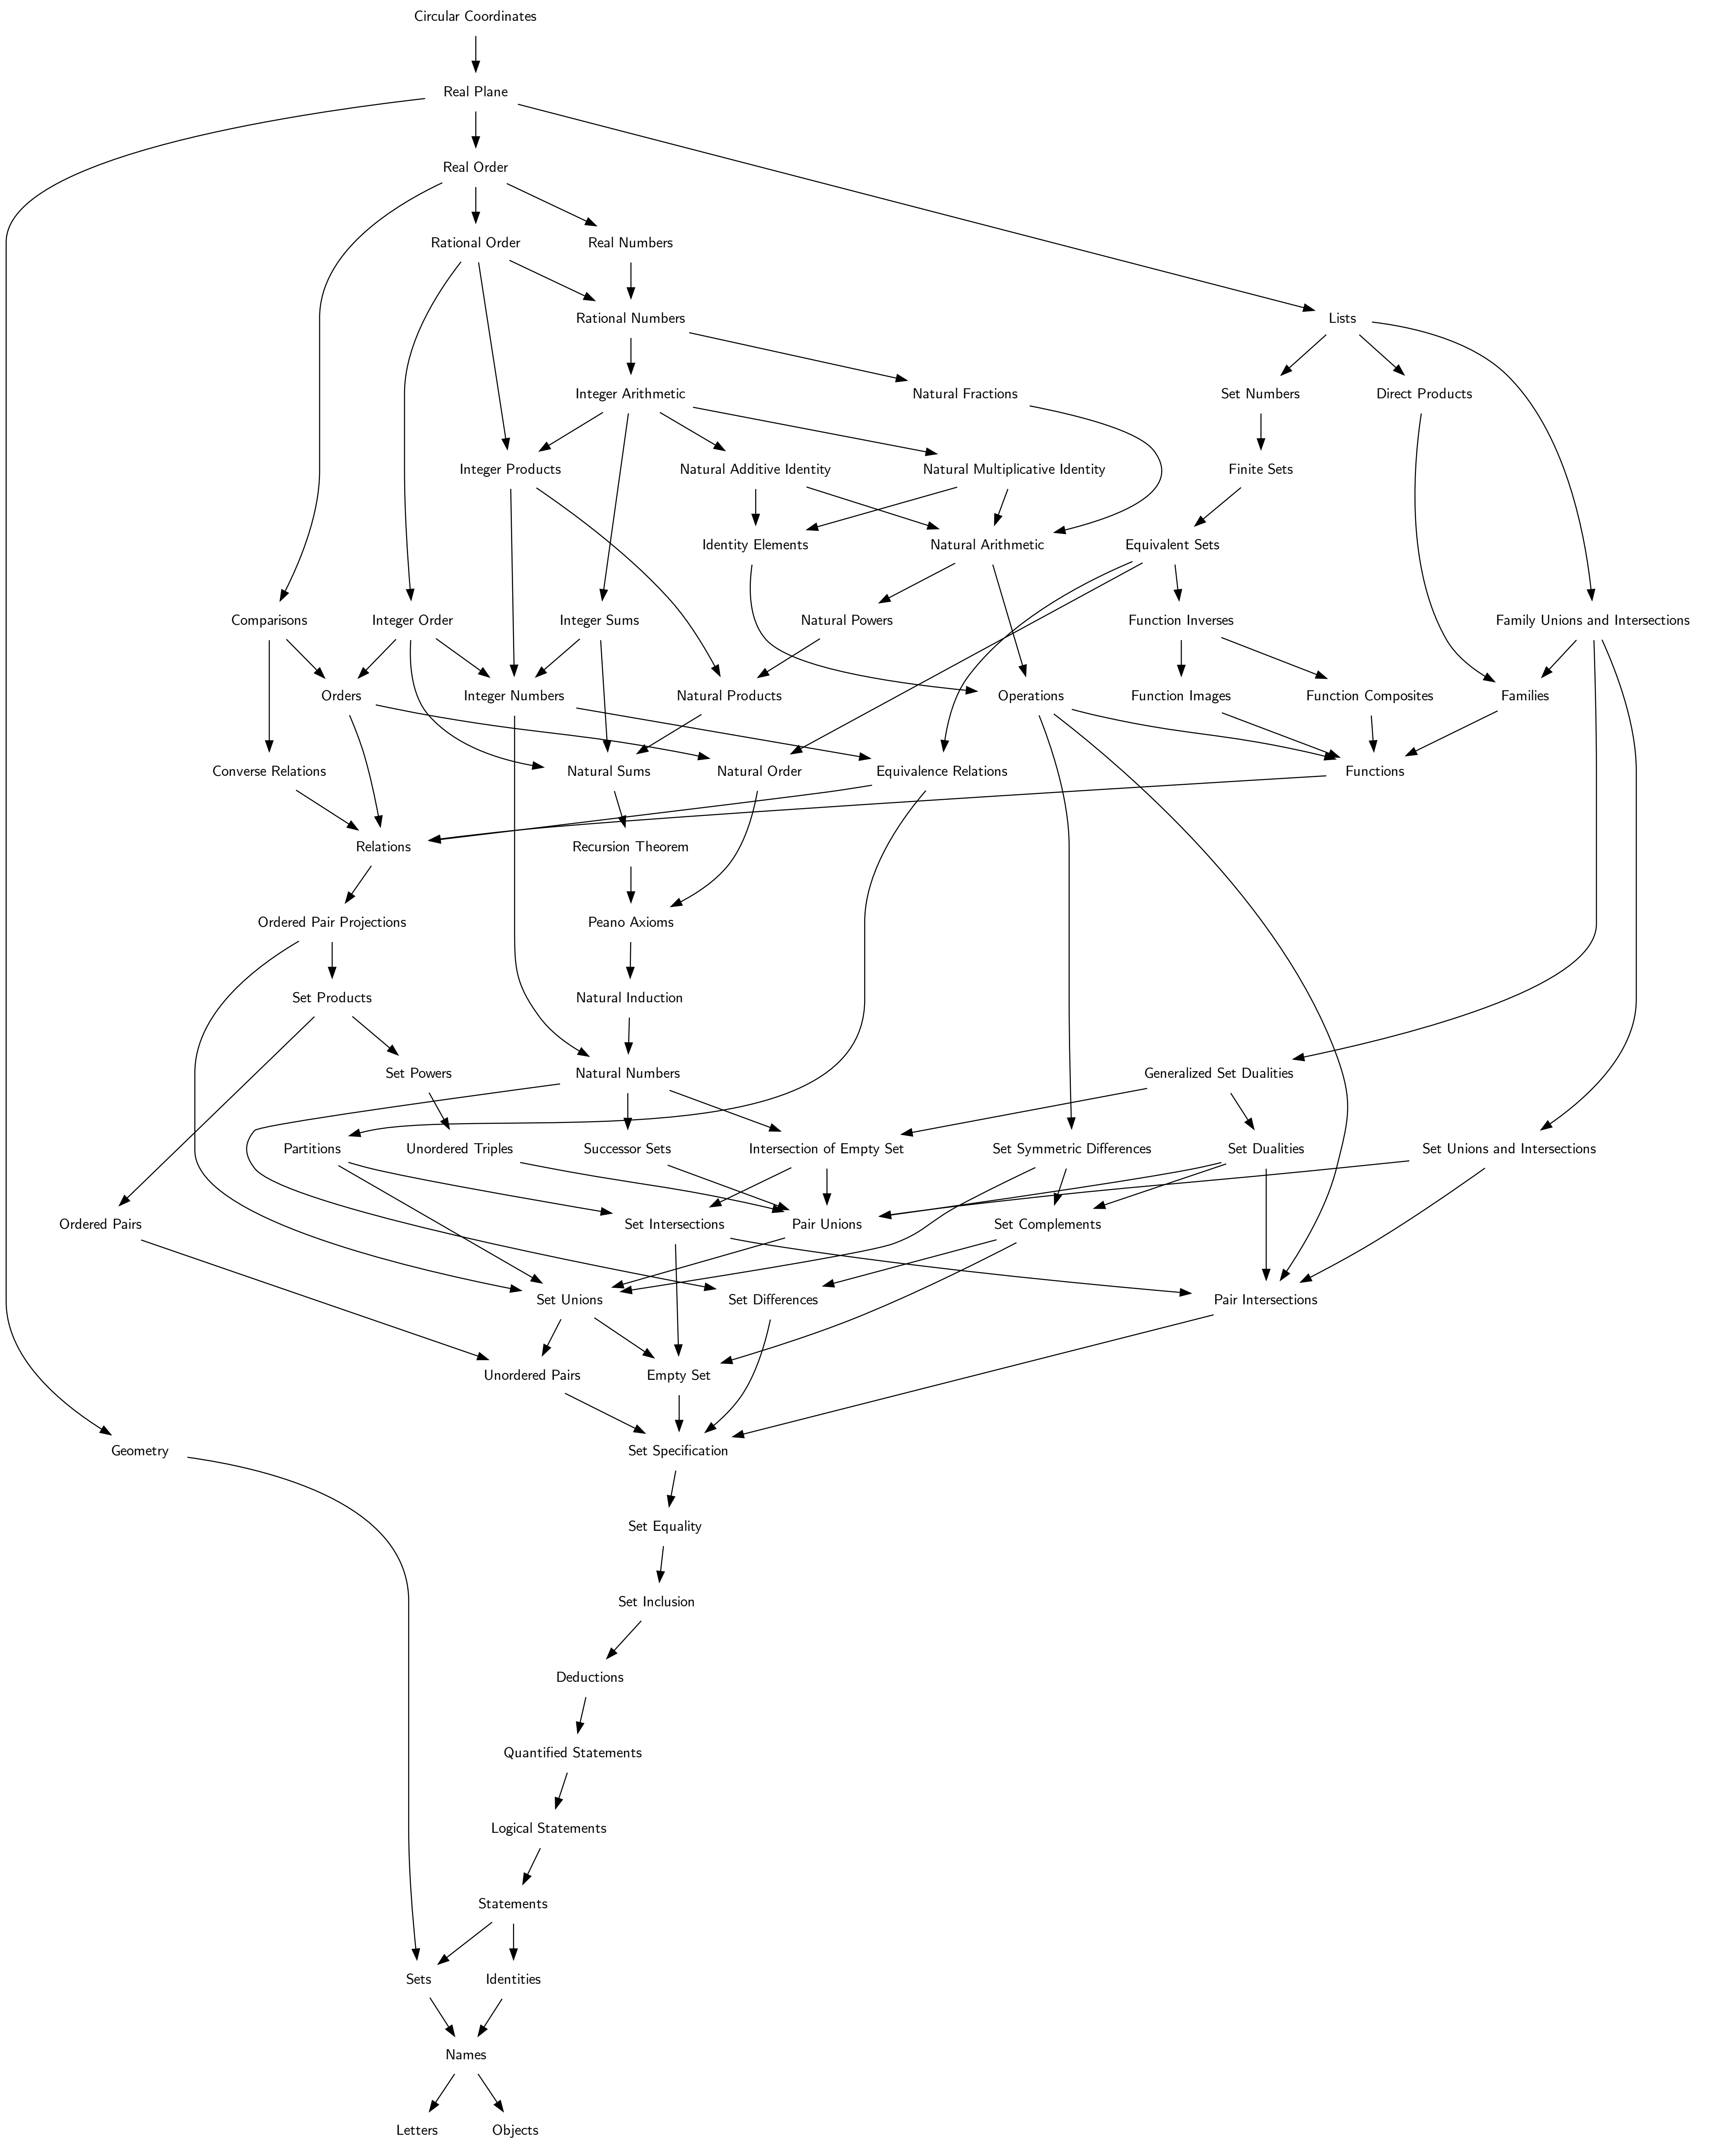 Circular Coordinates
Real Plane
Real Order
Rational Order
Real Numbers
Rational Numbers
Lists
Integer Arithmetic
Natural Fractions
Set Numbers
Direct Products
Integer Products
Natural Additive Identity
Natural Multiplicative Identity
Finite Sets
Identity Elements
Natural Arithmetic
Equivalent Sets
Comparisons
Integer Order
Integer Sums
Natural Powers
Function Inverses
Family Unions and Intersections
Orders
Integer Numbers
Natural Products
Operations
Function Images
Function Composites
Families
Converse Relations
Natural Sums
Natural Order
Equivalence Relations
Functions
Relations
Recursion Theorem
Ordered Pair Projections
Peano Axioms
Set Products
Natural Induction
Set Powers
Natural Numbers
Generalized Set Dualities
Partitions
Unordered Triples
Successor Sets
Intersection of Empty Set
Set Symmetric Differences
Set Dualities
Set Unions and Intersections
Ordered Pairs
Set Intersections
Pair Unions
Set Complements
Set Unions
Set Differences
Pair Intersections
Unordered Pairs
Empty Set
Geometry
Set Specification
Set Equality
Set Inclusion
Deductions
Quantified Statements
Logical Statements
Statements
Sets
Identities
Names
Letters
Objects